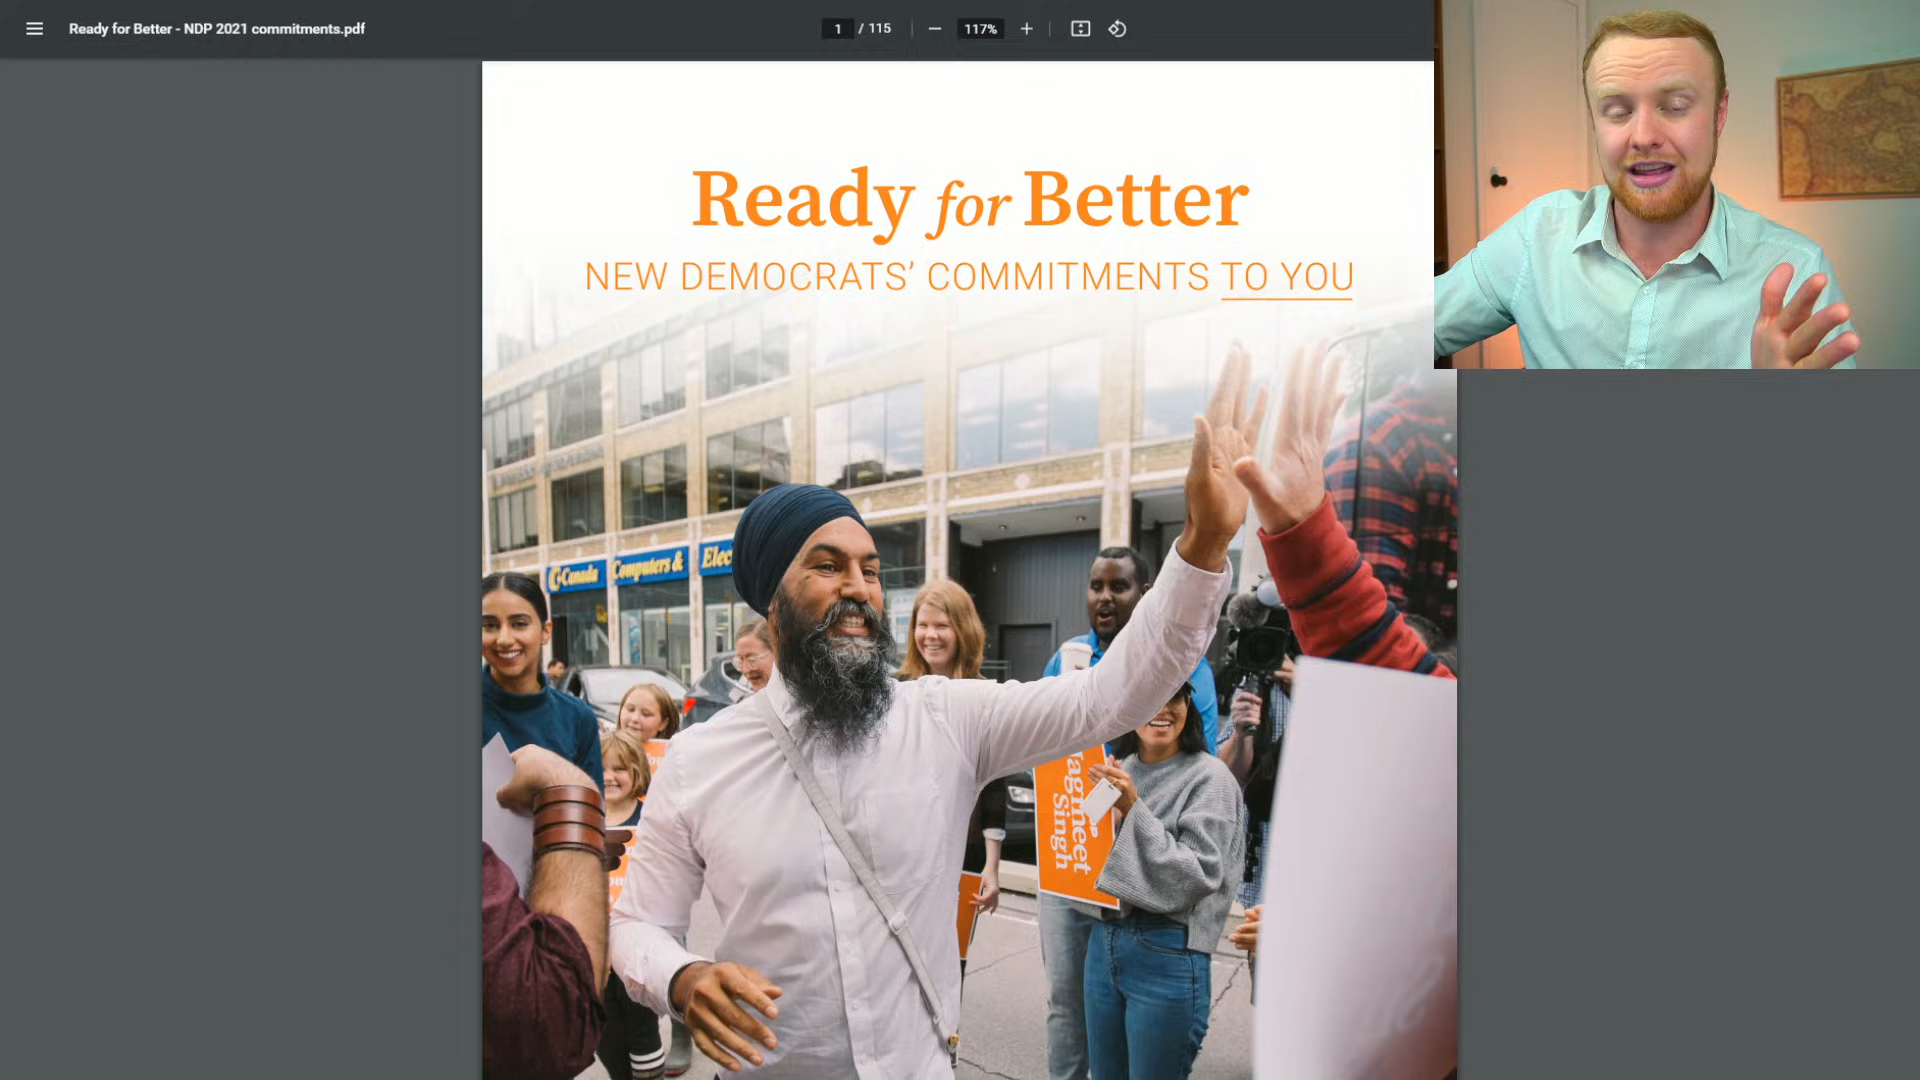 Ready for Better - NDP 2021 commitments.pdf
1 / 115
117%
Ready for Better
NEW DEMOCRATS’ COMMITMENTS TO YOU
Canada
Computers &
Elec
Jagmeet
Singh